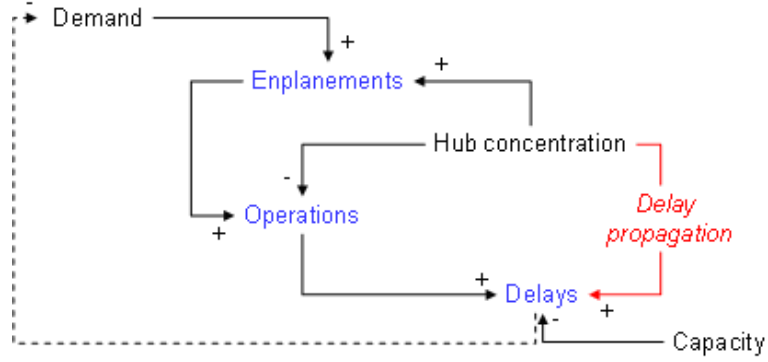 -
Demand
+
Enplanements
+
Hub concentration
-
Operations
+
Delay
propagation
+
Delays
-
+
Capacity